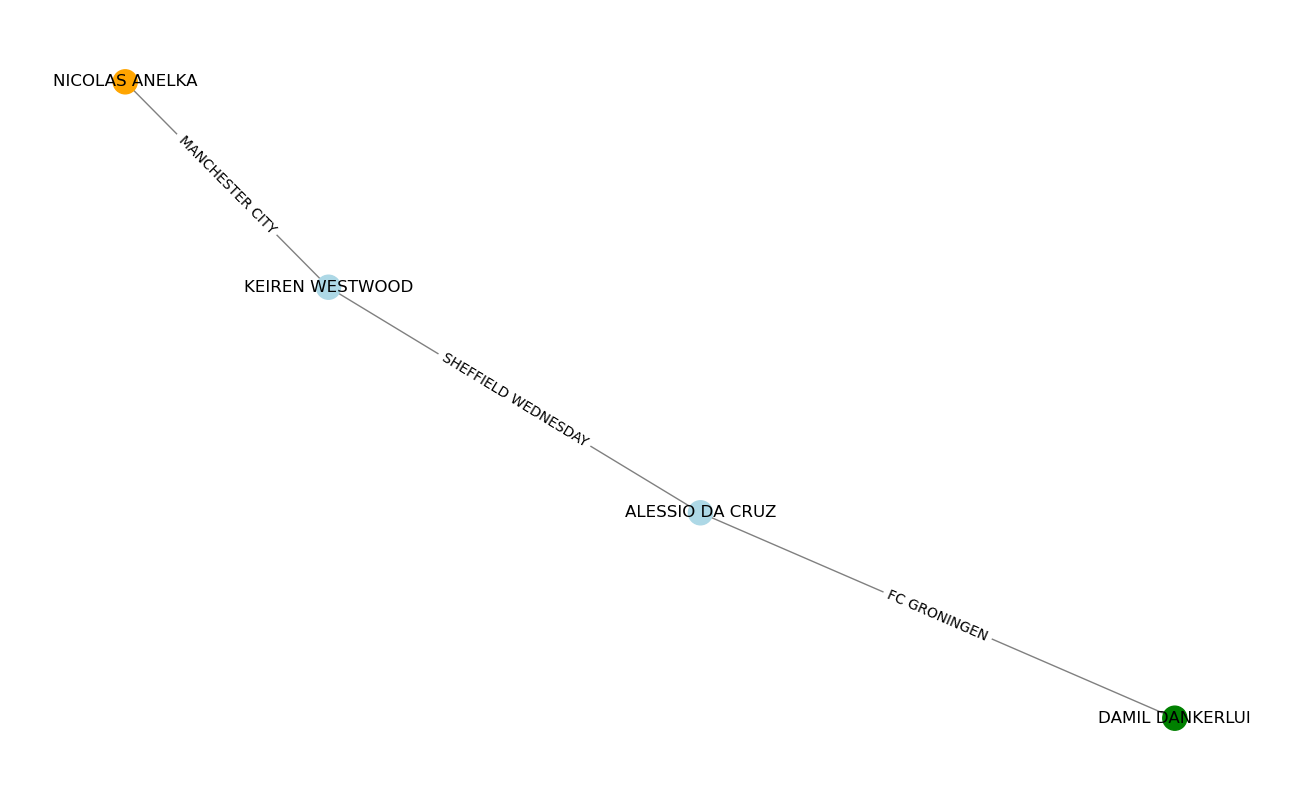 NICOLAS ANELKA
MANCHESTER CITY
KEIREN WESTWOOD
SHEFFIELD WEDNESDAY
ALESSIO DA CRUZ
FC GRONINGEN
DAMIL DANKERLUI